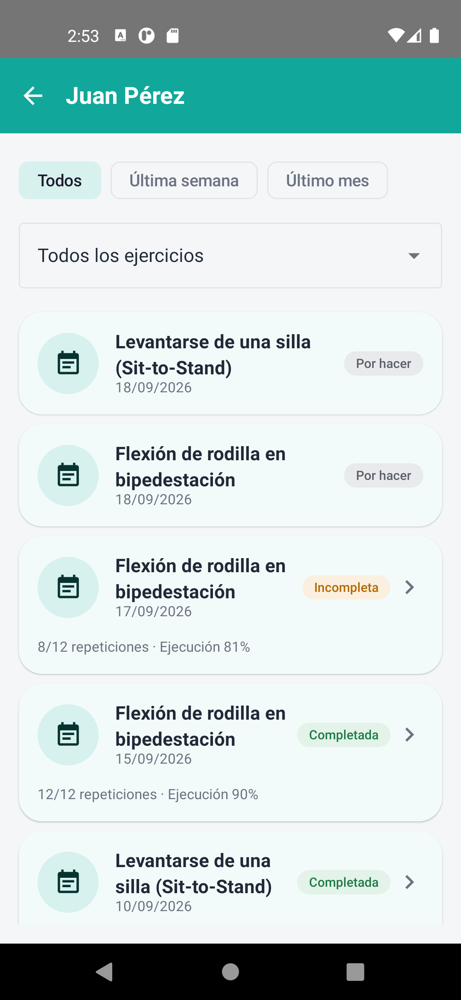 2:53
Juan Pérez
Todos
Última semana
Último mes
Todos los ejercicios
Levantarse de una silla
(Sit-to-Stand)
18/09/2026
Por hacer
Flexión de rodilla en
bipedestación
18/09/2026
Por hacer
Flexión de rodilla en
bipedestación
17/09/2026
Incompleta
8/12 repeticiones · Ejecución 81%
Flexión de rodilla en
bipedestación
15/09/2026
Completada
12/12 repeticiones · Ejecución 90%
Levantarse de una
silla (Sit-to-Stand)
10/09/2026
Completada